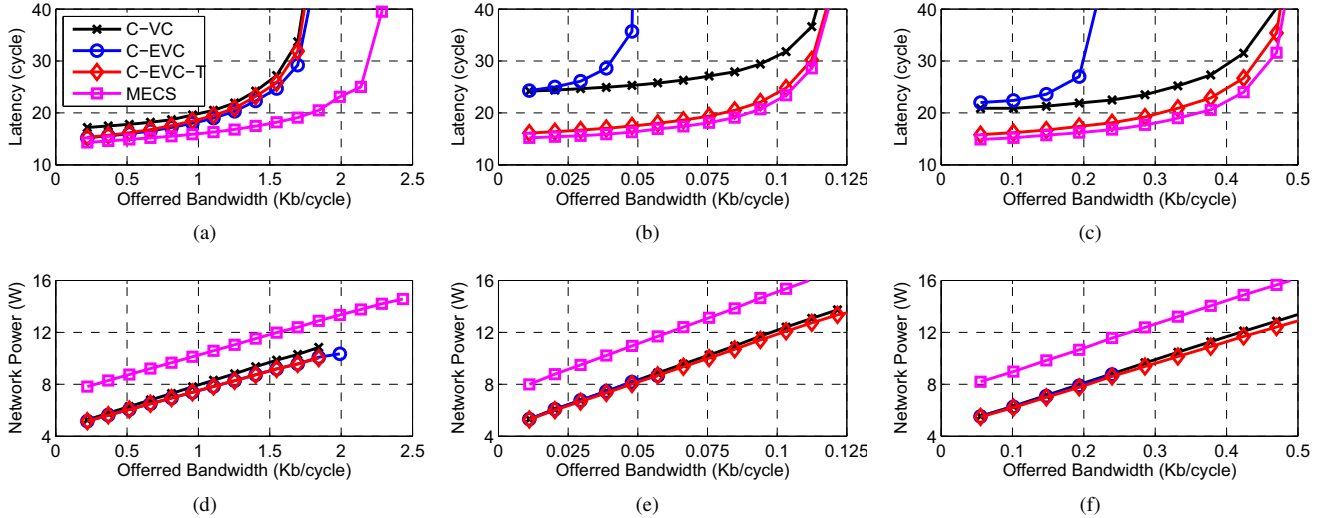 40
30
20
10
Latency (cycle)
C−VC
C−EVC
C−EVC−T
MECS
0 0.5 1 1.5 2 2.5
Offerred Bandwidth (Kb/cycle)
(a)
40
30
20
10
Latency (cycle)
0 0.025 0.05 0.075 0.1 0.125
Offerred Bandwidth (Kb/cycle)
(b)
40
30
20
10
Latency (cycle)
0 0.1 0.2 0.3 0.4 0.5
Offerred Bandwidth (Kb/cycle)
(c)
16
12
8
4
Network Power (W)
0 0.5 1 1.5 2 2.5
Offerred Bandwidth (Kb/cycle)
(d)
16
12
8
4
Network Power (W)
0 0.025 0.05 0.075 0.1 0.125
Offerred Bandwidth (Kb/cycle)
(e)
16
12
8
4
Network Power (W)
0 0.1 0.2 0.3 0.4 0.5
Offerred Bandwidth (Kb/cycle)
(f)